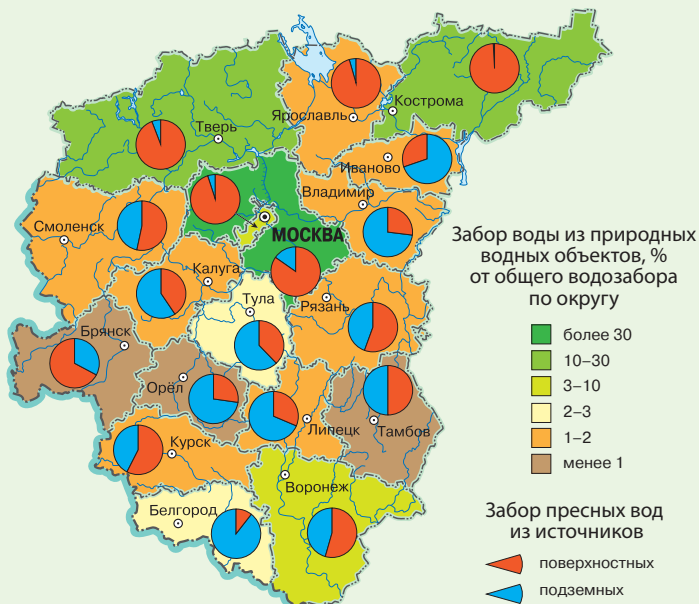 Тверь
Ярославль
Кострома
Иваново
Владимир
Смоленск
МОСКВА
Калуга
Тула
Рязань
Брянск
Орёл
Липецк
Тамбов
Курск
Воронеж
Белгород
Забор воды из природных
водных объектов, %
от общего водозабора
по округу
более 30
10–30
3–10
2–3
1–2
менее 1
Забор пресных вод
из источников
поверхностных
подземных